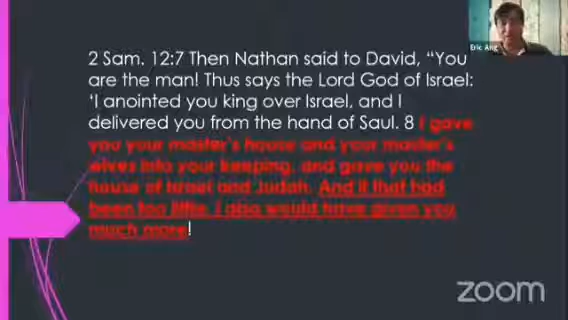 Eric Ang
2 Sam. 12:7 Then Nathan said to David, “You
are the man! Thus says the Lord God of Israel:
‘I anointed you king over Israel, and I
delivered you from the hand of Saul. 8 I gave
you your master’s house and your master’s
wives into your keeping, and gave you the
house of Israel and Judah. And if that had
been too little, I also would have given you
much more!
zoom